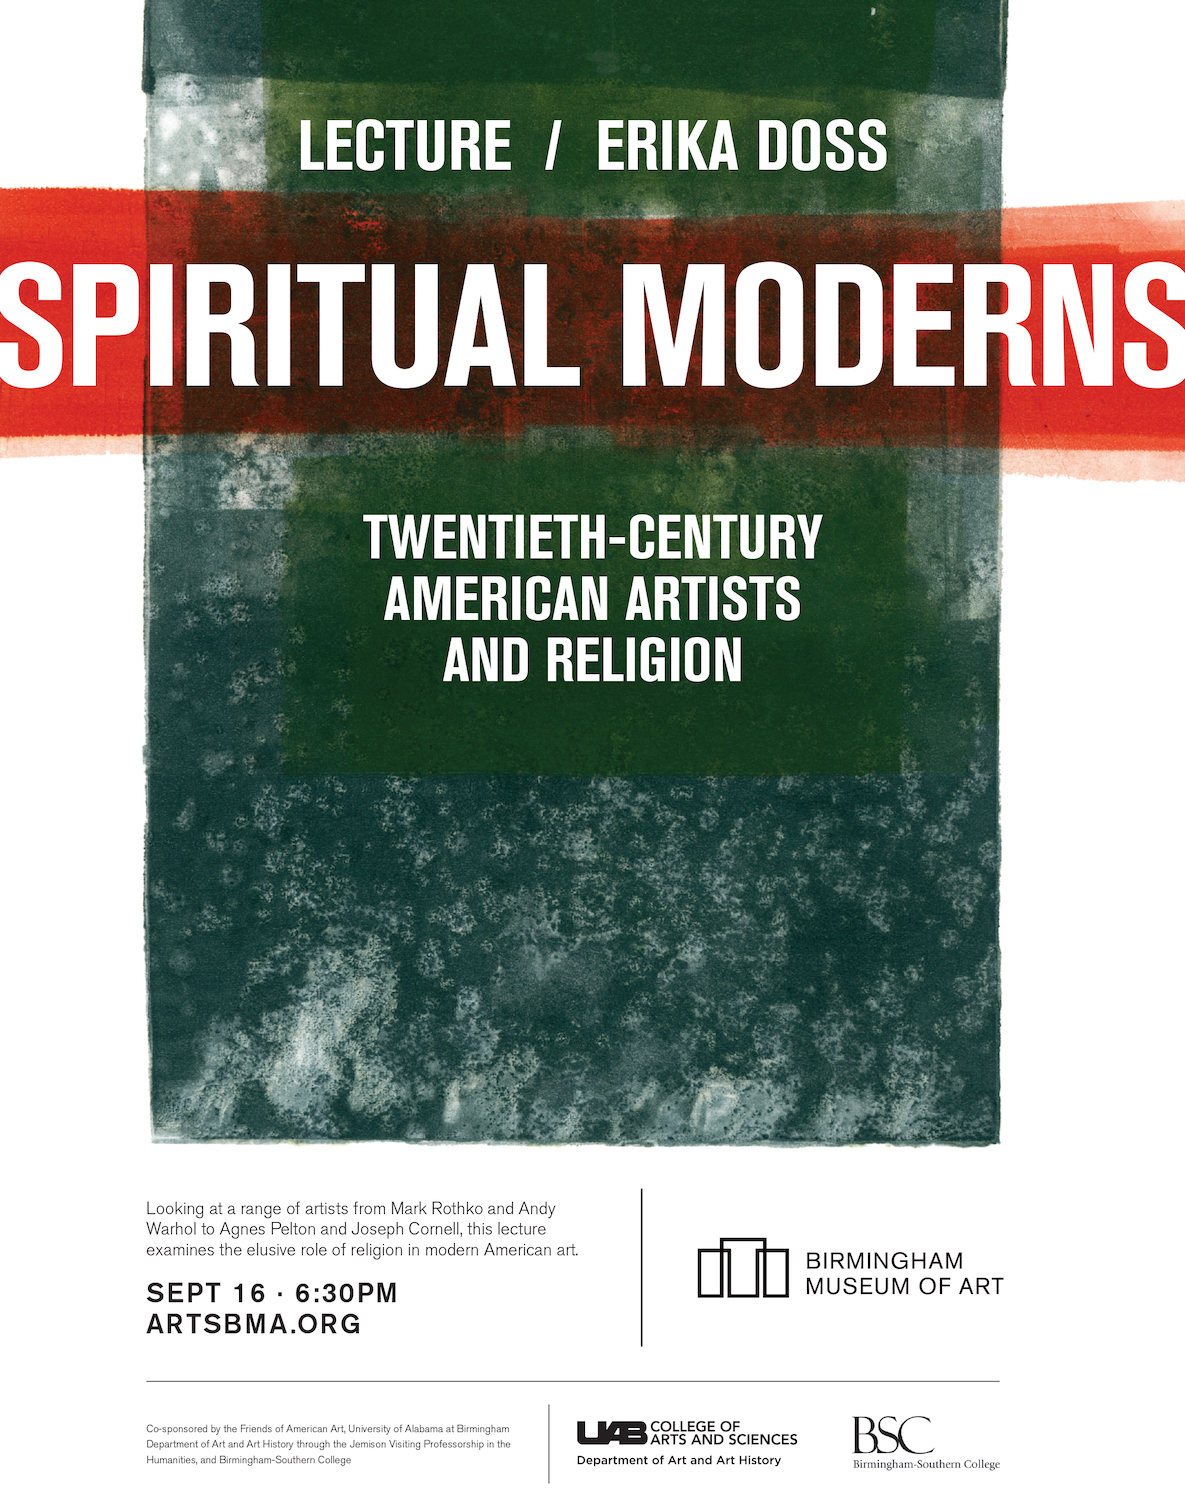 LECTURE / ERIKA DOSS
SPIRITUAL MODERNS
TWENTIETH-CENTURY
AMERICAN ARTISTS
AND RELIGION
Looking at a range of artists from Mark Rothko and Andy
Warhol to Agnes Pelton and Joseph Cornell, this lecture
examines the elusive role of religion in modern American art.
SEPT 16 · 6:30PM
ARTSBMA.ORG
BIRMINGHAM
MUSEUM OF ART
Co-sponsored by the Friends of American Art, University of Alabama at Birmingham
Department of Art and Art History through the Jemison Visiting Professorship in the
Humanities, and Birmingham-Southern College
UAB COLLEGE OF
ARTS AND SCIENCES
Department of Art and Art History
BSC
Birmingham-Southern College